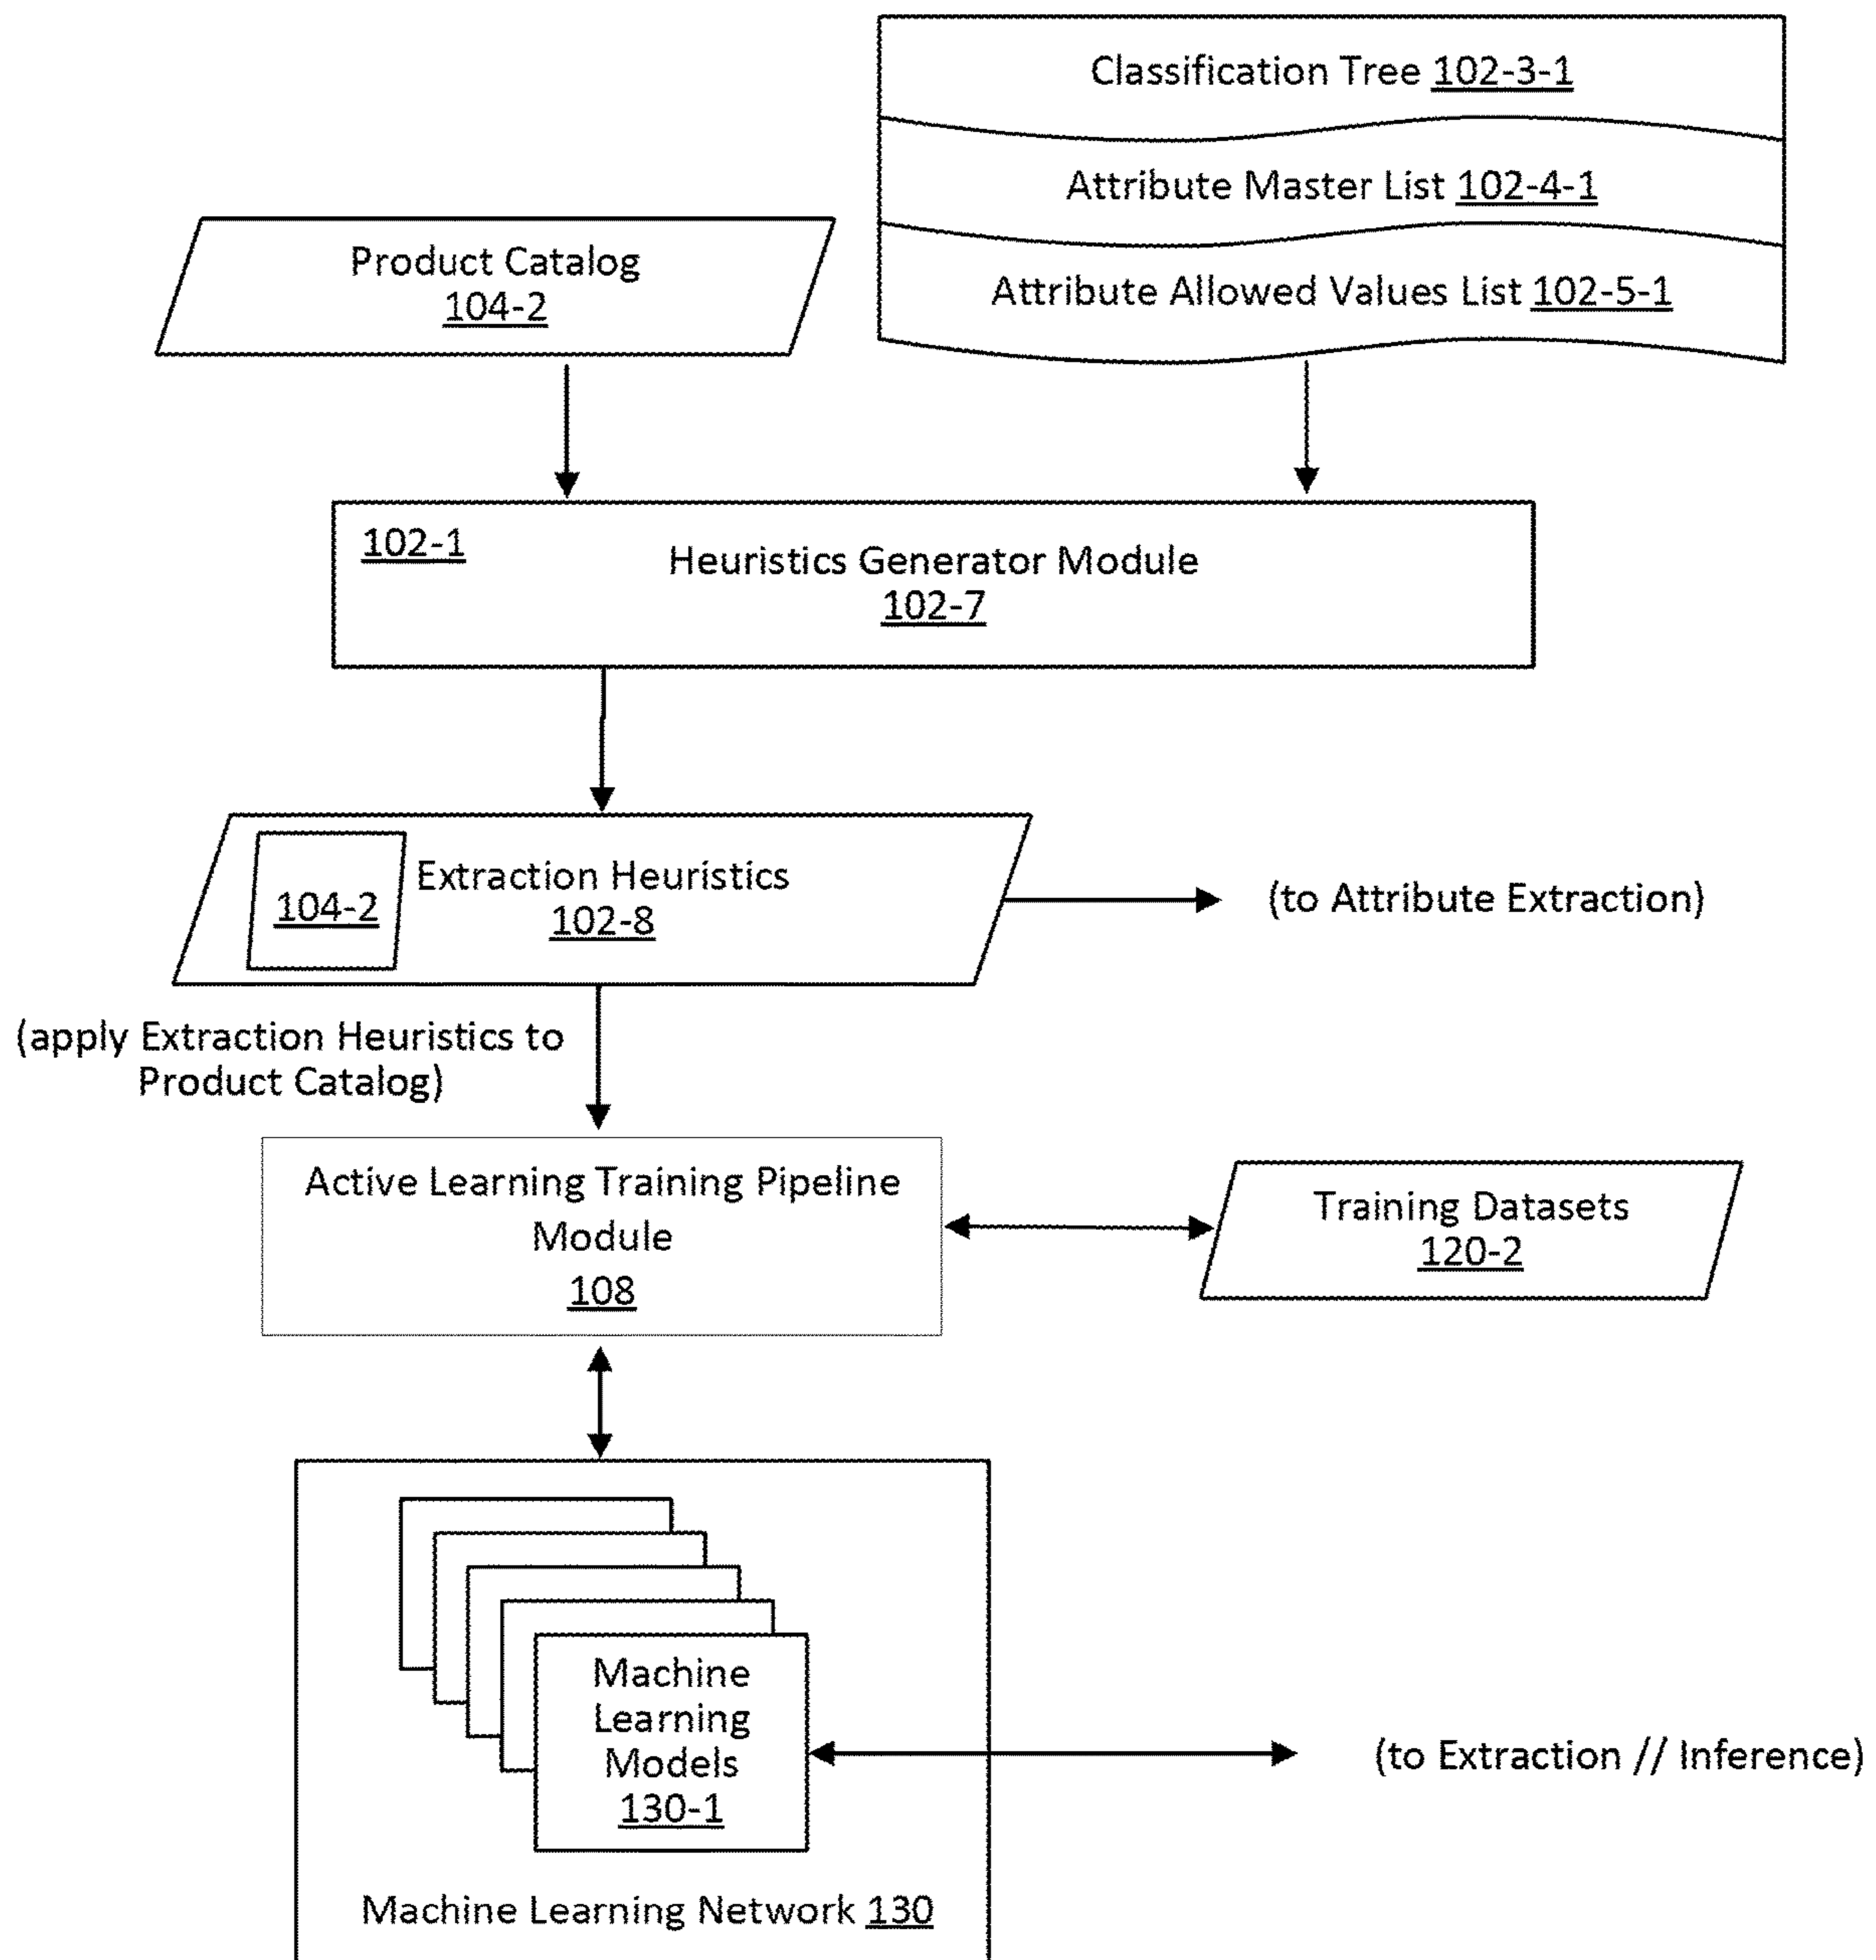 Classification Tree 102-3-1
Attribute Master List 102-4-1
Attribute Allowed Values List 102-5-1
Product Catalog
104-2
102-1
Heuristics Generator Module
102-7
104-2
Extraction Heuristics
102-8
(to Attribute Extraction)
(apply Extraction Heuristics to
Product Catalog)
Active Learning Training Pipeline
Module
108
Training Datasets
120-2
Machine
Learning
Models
130-1
(to Extraction // Inference)
Machine Learning Network 130